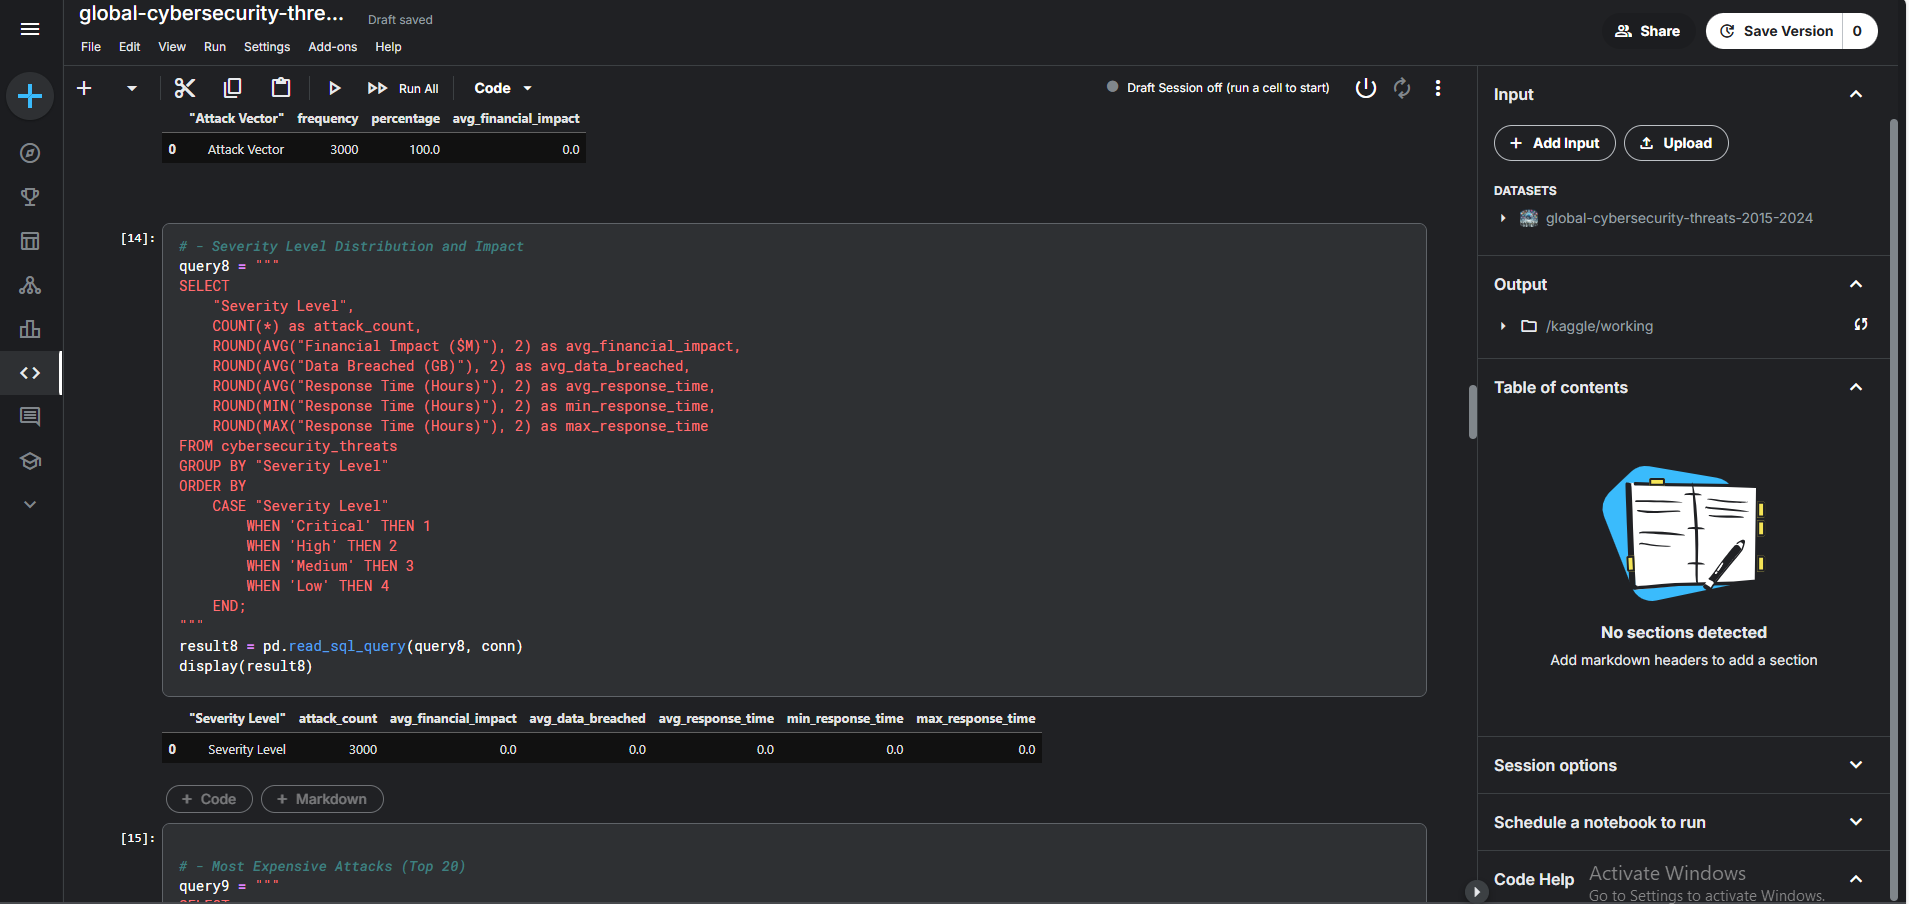 global-cybersecurity-thre...
Draft saved
File Edit View Run Settings Add-ons Help
Share
Save Version 0
Run All
Code
Draft Session off (run a cell to start)
"Attack Vector" frequency percentage avg_financial_impact
0 Attack Vector 3000 100.0 0.0
[14]:
# - Severity Level Distribution and Impact
query8 = """
SELECT
    "Severity Level",
    COUNT(*) as attack_count,
    ROUND(AVG("Financial Impact ($M)"), 2) as avg_financial_impact,
    ROUND(AVG("Data Breached (GB)"), 2) as avg_data_breached,
    ROUND(AVG("Response Time (Hours)"), 2) as avg_response_time,
    ROUND(MIN("Response Time (Hours)"), 2) as min_response_time,
    ROUND(MAX("Response Time (Hours)"), 2) as max_response_time
FROM cybersecurity_threats
GROUP BY "Severity Level"
ORDER BY
    CASE "Severity Level"
        WHEN 'Critical' THEN 1
        WHEN 'High' THEN 2
        WHEN 'Medium' THEN 3
        WHEN 'Low' THEN 4
    END;
"""
result8 = pd.read_sql_query(query8, conn)
display(result8)
"Severity Level" attack_count avg_financial_impact avg_data_breached avg_response_time min_response_time max_response_time
0 Severity Level 3000 0.0 0.0 0.0 0.0 0.0
+ Code + Markdown
[15]:
# - Most Expensive Attacks (Top 20)
query9 = """
SELECT
Input
+ Add Input Upload
DATASETS
global-cybersecurity-threats-2015-2024
Output
/kaggle/working
Table of contents
No sections detected
Add markdown headers to add a section
Session options
Schedule a notebook to run
Code Help
Activate Windows
Go to Settings to activate Windows.